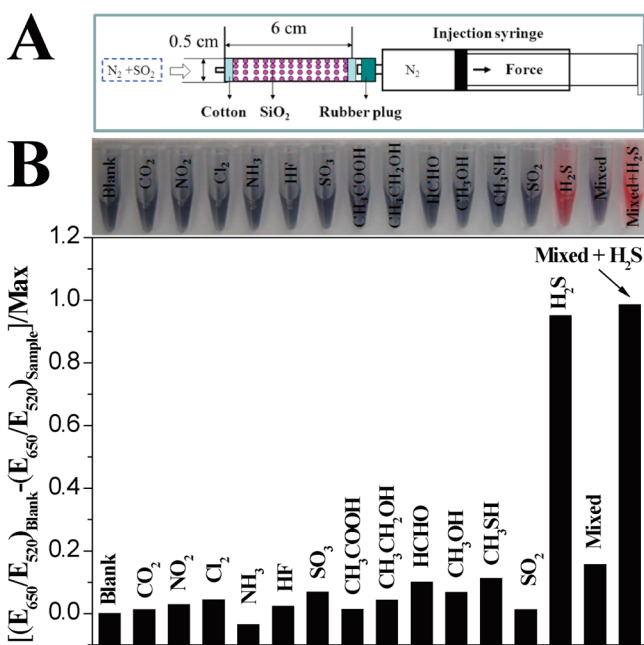 A
6 cm
0.5 cm
N₂ +SO₂
Injection syringe
N₂
Force
Cotton
SiO₂
Rubber plug
B
Blank
CO₂
NO₂
Cl₂
NH₃
HF
SO₃
CH₃COOH
CH₃CH₂OH
HCHO
CH₃OH
CH₃SH
SO₂
H₂S
Mixed
Mixed+H₂S
[(E₆₅₀/E₅₂₀)Blank-(E₆₅₀/E₅₂₀)Sample]/Max
1.2
1.0
0.8
0.6
0.4
0.2
0.0
Blank
CO₂
NO₂
Cl₂
NH₃
HF
SO₃
CH₃COOH
CH₃CH₂OH
HCHO
CH₃OH
CH₃SH
SO₂
H₂S
Mixed
Mixed + H₂S